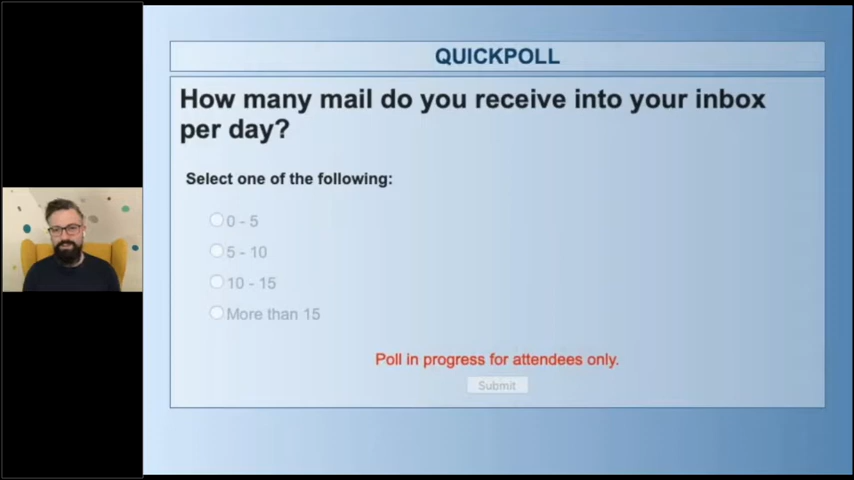 QUICKPOLL
How many mail do you receive into your inbox
per day?
Select one of the following:
0 - 5
5 - 10
10 - 15
More than 15
Poll in progress for attendees only.
Submit